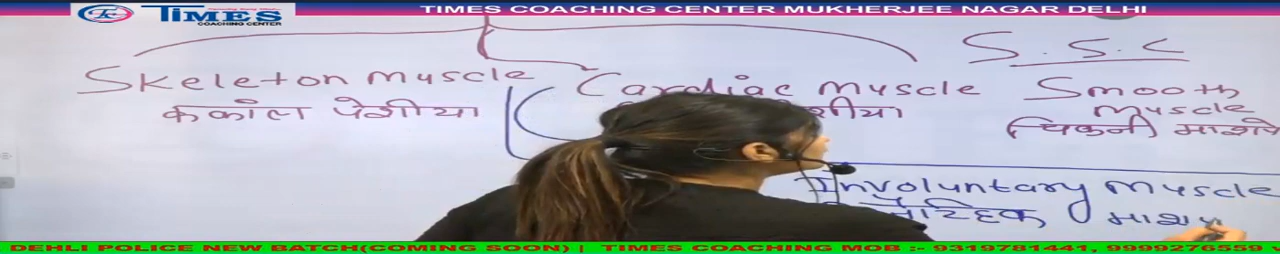 TIMES COACHING CENTER MUKHERJEE NAGAR DELHI
TIMES
COACHING CENTER
S.S.C
Skeleton Muscle
Cardiac Muscle
Smooth
Muscle
कंकाल पेशीया
चिकनी
Involuntary Muscle
DEHLI POLICE NEW BATCH(COMING SOON) | TIMES COACHING MOB :- 9319781441, 9999276559